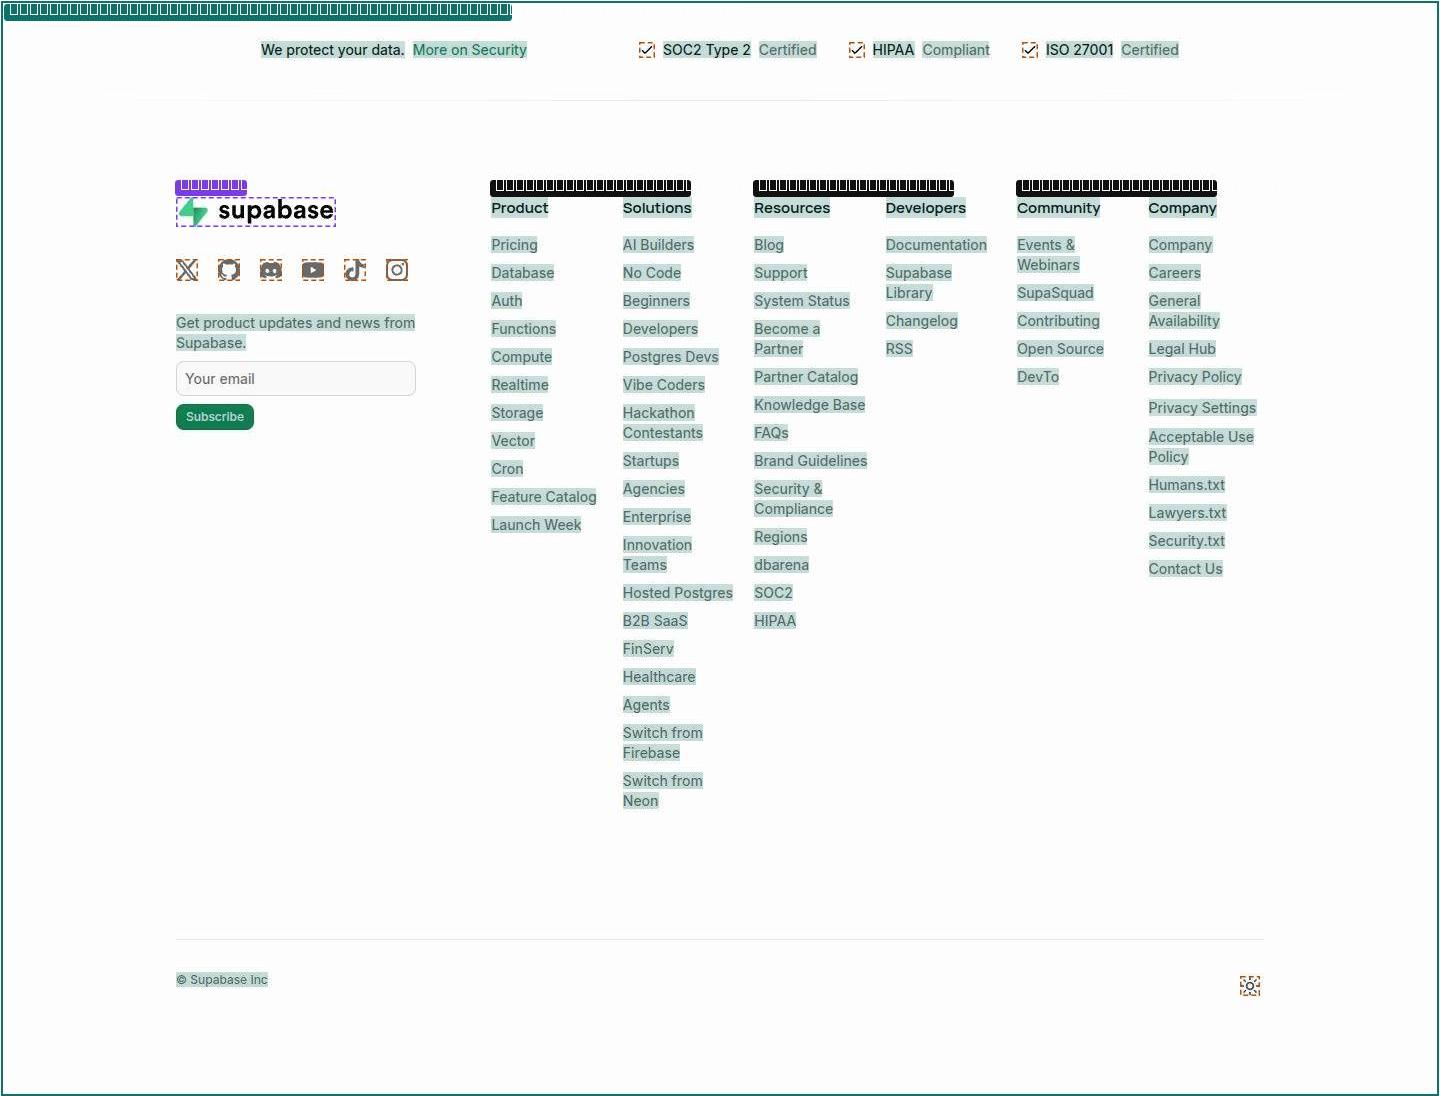 We protect your data. More on Security
SOC2 Type 2 Certified
HIPAA Compliant
ISO 27001 Certified
supabase
Get product updates and news from
Supabase.
Your email
Subscribe
Product
Pricing
Database
Auth
Functions
Compute
Realtime
Storage
Vector
Cron
Feature Catalog
Launch Week
Solutions
AI Builders
No Code
Beginners
Developers
Postgres Devs
Vibe Coders
Hackathon
Contestants
Startups
Agencies
Enterprise
Innovation
Teams
Hosted Postgres
B2B SaaS
FinServ
Healthcare
Agents
Switch from
Firebase
Switch from
Neon
Resources
Blog
Support
System Status
Become a
Partner
Partner Catalog
Knowledge Base
FAQs
Brand Guidelines
Security &
Compliance
Regions
dbarena
SOC2
HIPAA
Developers
Documentation
Supabase
Library
Changelog
RSS
Community
Events &
Webinars
SupaSquad
Contributing
Open Source
DevTo
Company
Company
Careers
General
Availability
Legal Hub
Privacy Policy
Privacy Settings
Acceptable Use
Policy
Humans.txt
Lawyers.txt
Security.txt
Contact Us
© Supabase Inc